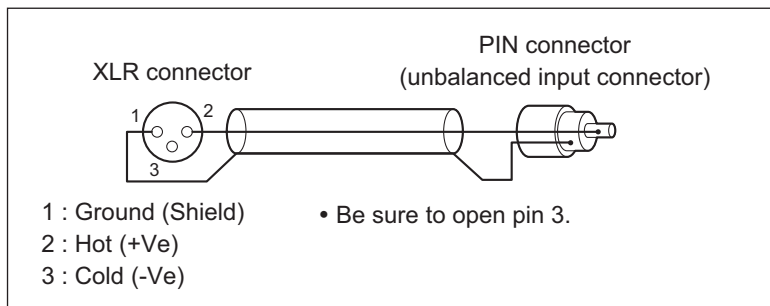 PIN connector
(unbalanced input connector)
XLR connector
1
2
3
1 : Ground (Shield)
2 : Hot (+Ve)
3 : Cold (-Ve)
• Be sure to open pin 3.